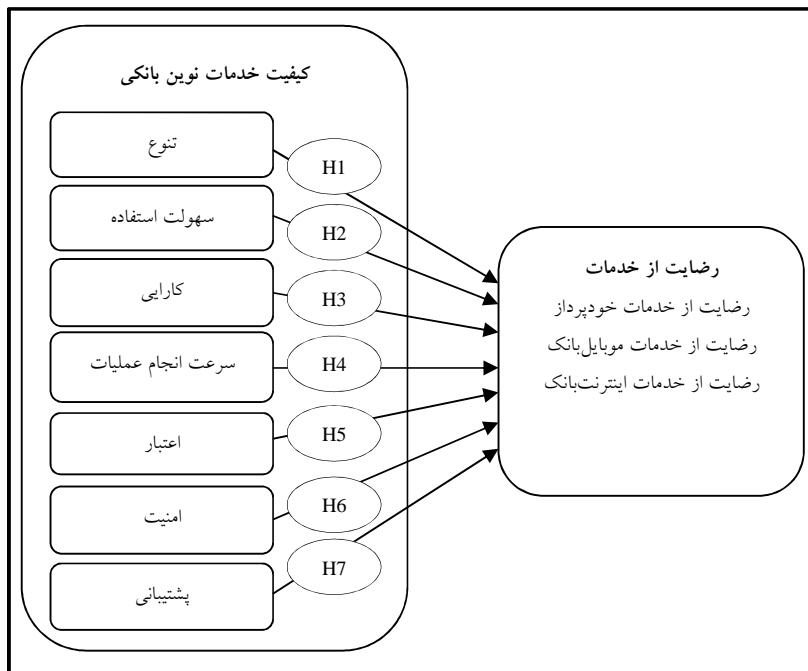 کیفیت خدمات نوین بانکی
تنوع
H1
سهولت استفاده
H2
کارایی
H3
سرعت انجام عملیات
H4
اعتبار
H5
امنیت
H6
پشتیبانی
H7
رضایت از خدمات
رضایت از خدمات خودپرداز
رضایت از خدمات موبایل‌بانک
رضایت از خدمات اینترنت‌بانک